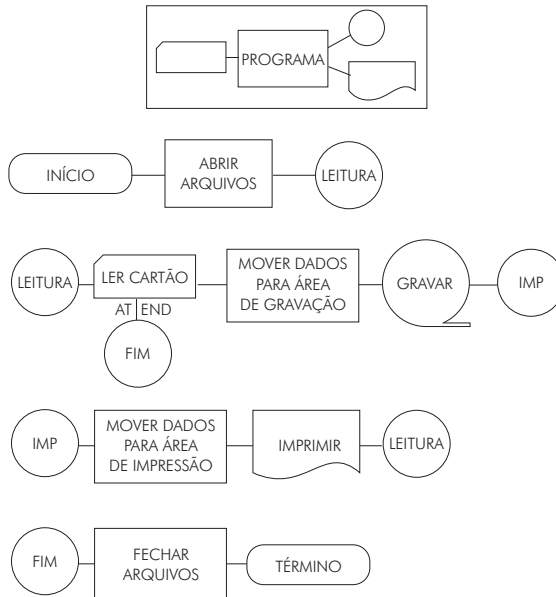 PROGRAMA
INÍCIO
ABRIR
ARQUIVOS
LEITURA
LEITURA
LER CARTÃO
AT END
FIM
MOVER DADOS
PARA ÁREA
DE GRAVAÇÃO
GRAVAR
IMP
IMP
MOVER DADOS
PARA ÁREA
DE IMPRESSÃO
IMPRIMIR
LEITURA
FIM
FECHAR
ARQUIVOS
TÉRMINO